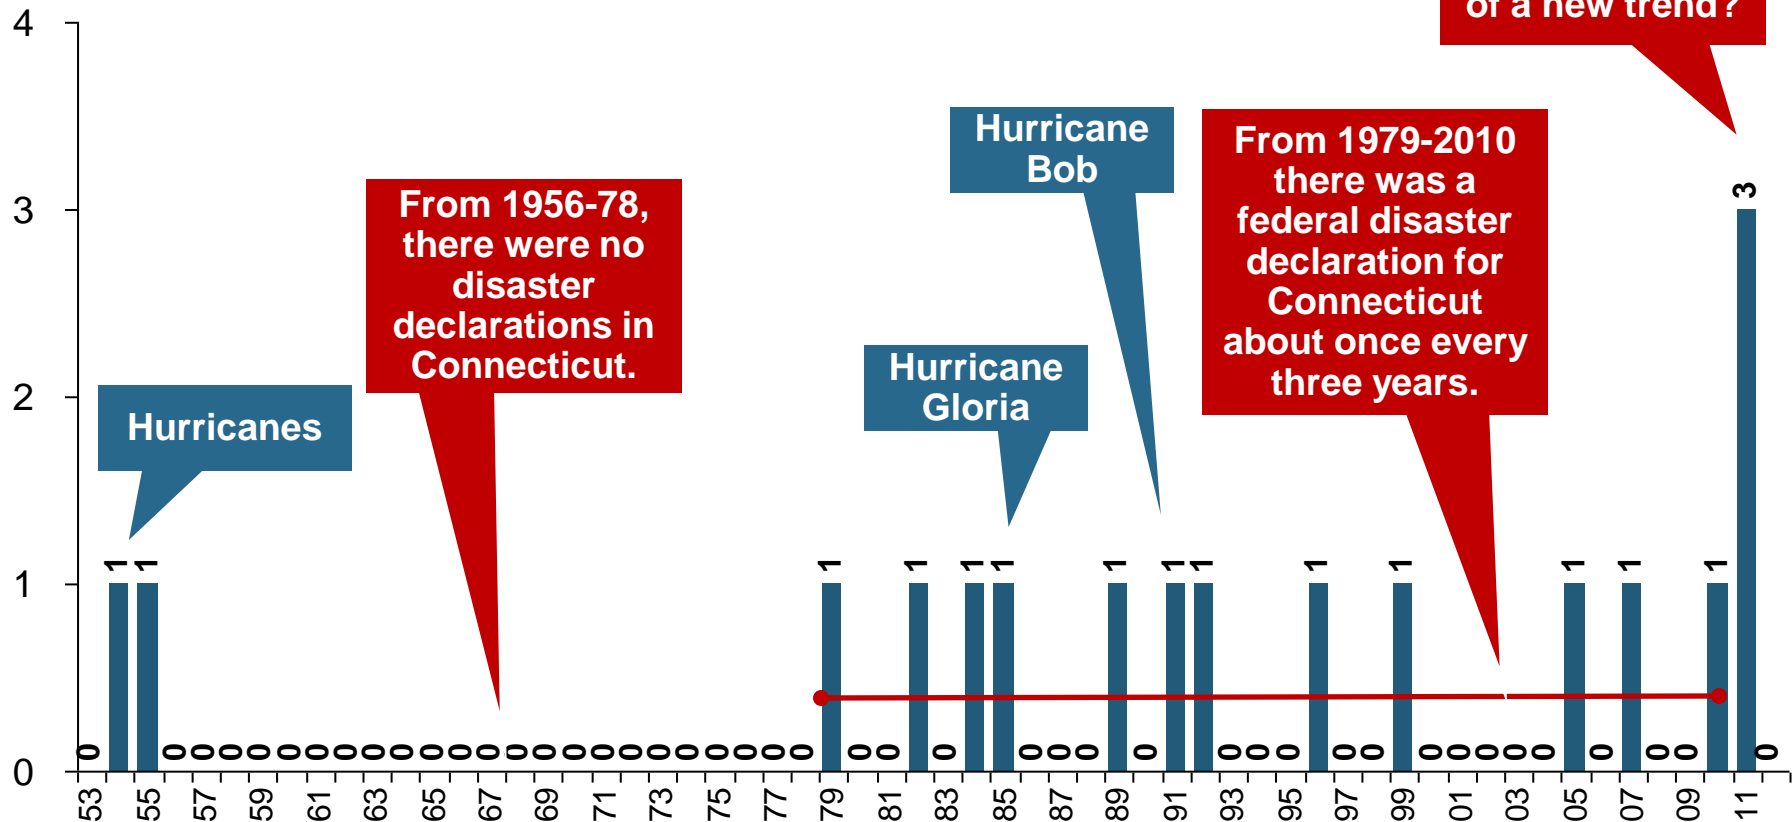 of a new trend?
4
3
2
1
0
Hurricanes
From 1956-78,
there were no
disaster
declarations in
Connecticut.
Hurricane
Gloria
Hurricane
Bob
From 1979-2010
there was a
federal disaster
declaration for
Connecticut
about once every
three years.
0 1 1 0 0 0 0 0 0 0 0 0 0 0 0 0 0 0 0 0 0 0 0 0 0 0 1 0 0 1 0 1 1 0 0 0 1 0 1 1 0 0 0 1 0 0 1 0 0 0 0 0 1 0 1 0 0 1 3 0
53 55 57 59 61 63 65 67 69 71 73 75 77 79 81 83 85 87 89 91 93 95 97 99 01 03 05 07 09 11